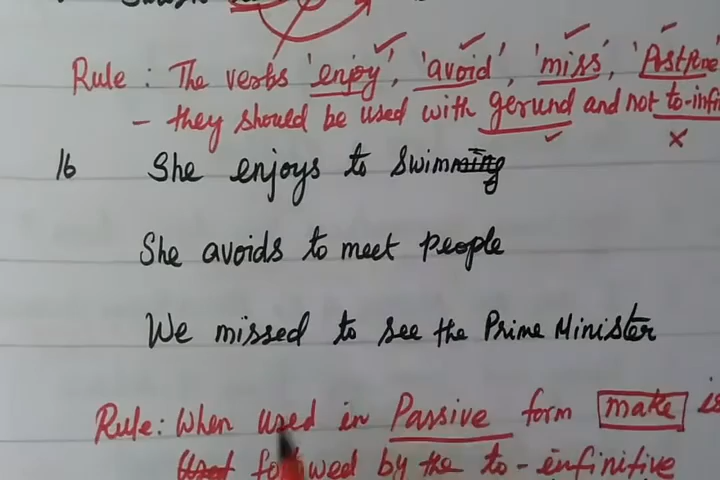 Rule : The verbs 'enjoy', 'avoid', 'miss', 'Postpone
- they should be used with gerund and not to-infi
16 She enjoys to swim
She avoids to meet people
We missed to see the Prime Minister
Rule: When used in Passive form make is
followed by the to-infinitive